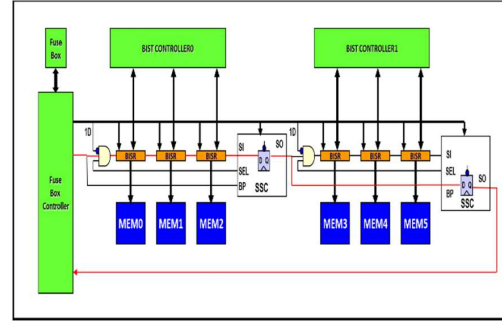 Fuse
Box
BIST CONTROLLER0
BIST CONTROLLER1
Fuse
Box
Controller
1D
BISR
BISR
BISR
SI
SO
SEL
BP
D Q
SSC
MEM0
MEM1
MEM2
1D
BISR
BISR
BISR
SI
SEL
BP
SO
D Q
SSC
MEM3
MEM4
MEM5